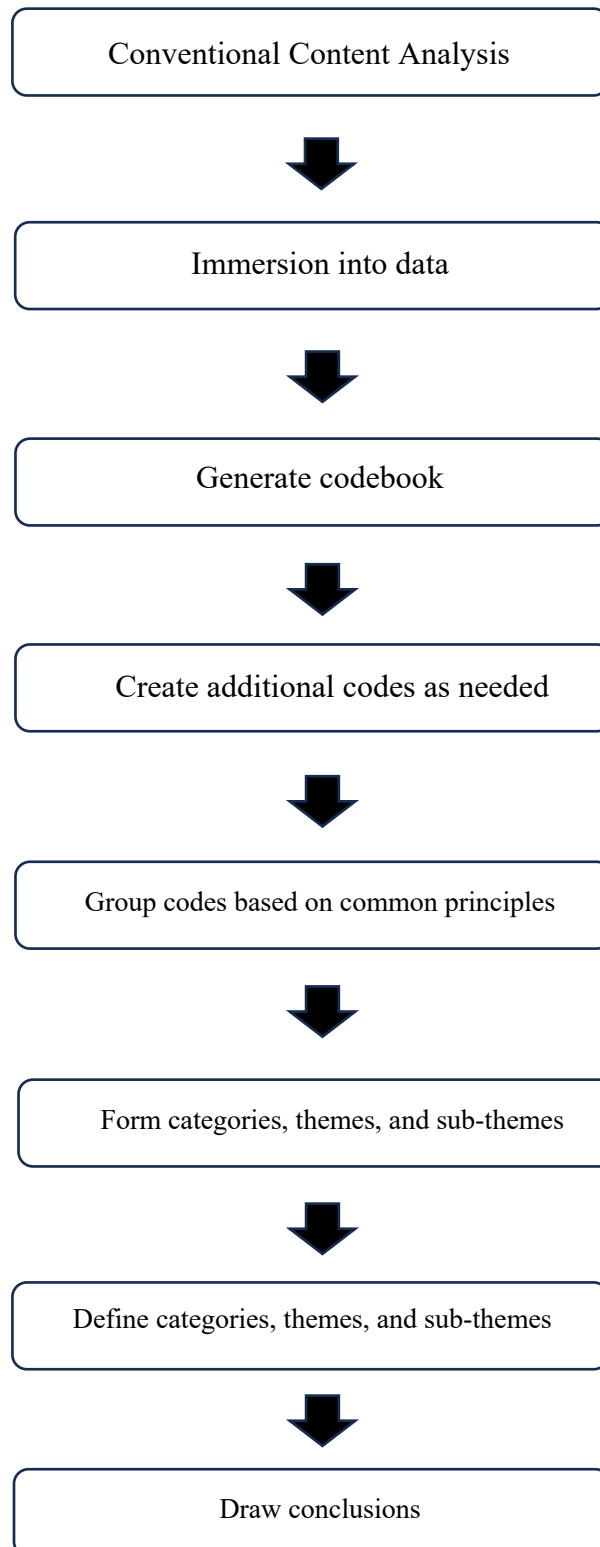 Conventional Content Analysis
Immersion into data
Generate codebook
Create additional codes as needed
Group codes based on common principles
Form categories, themes, and sub-themes
Define categories, themes, and sub-themes
Draw conclusions